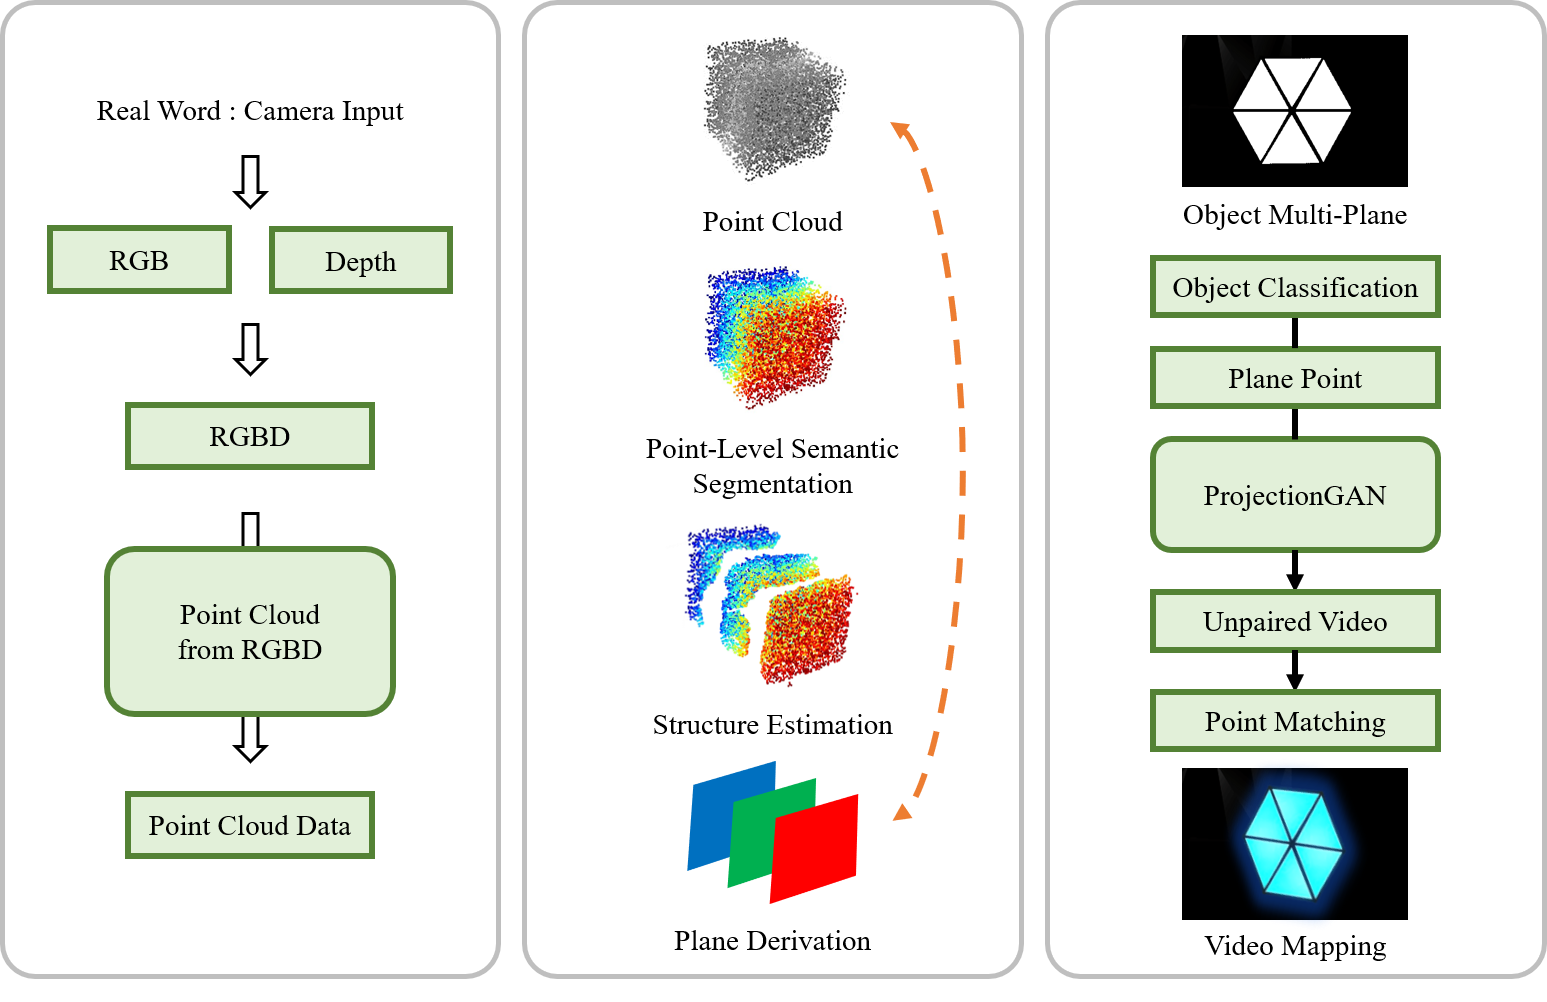 Real Word : Camera Input
RGB
Depth
RGBD
Point Cloud
from RGBD
Point Cloud Data
Point Cloud
Point-Level Semantic
Segmentation
Structure Estimation
Plane Derivation
Object Multi-Plane
Object Classification
Plane Point
ProjectionGAN
Unpaired Video
Point Matching
Video Mapping